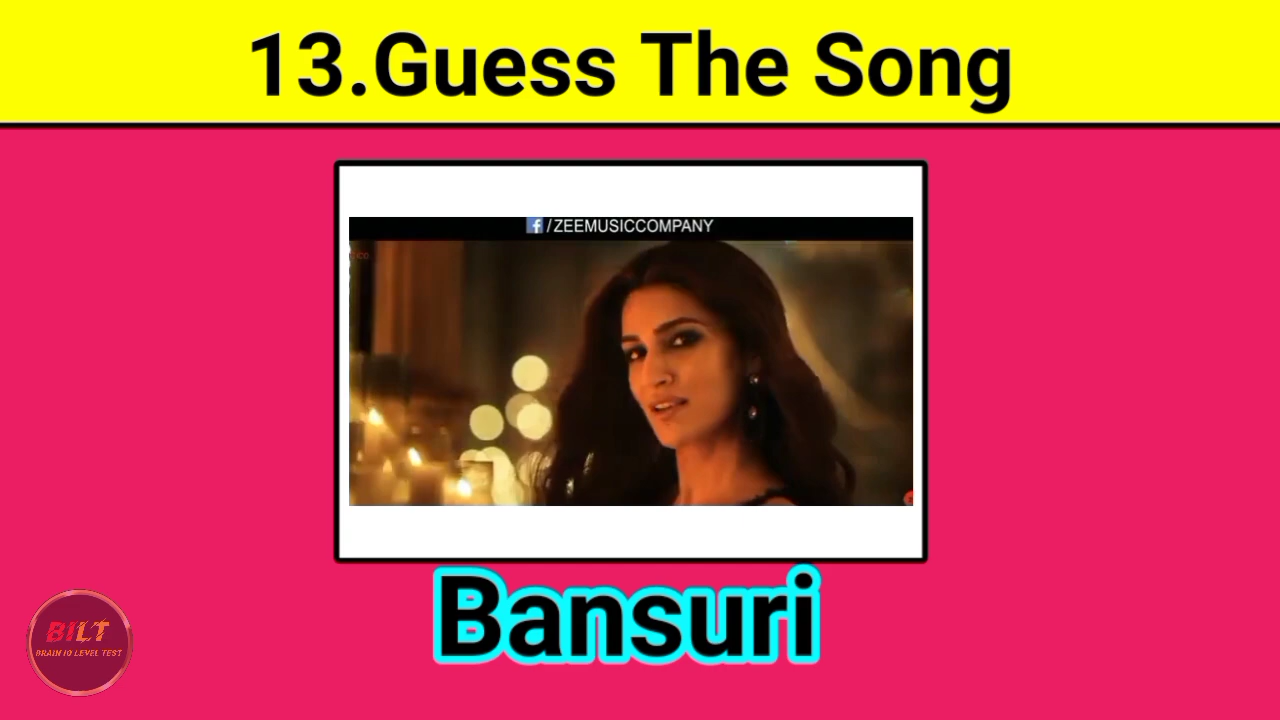 13.Guess The Song
f/ZEEMUSICCOMPANY
Bansuri
BILT
BRAIN IQ LEVEL TEST